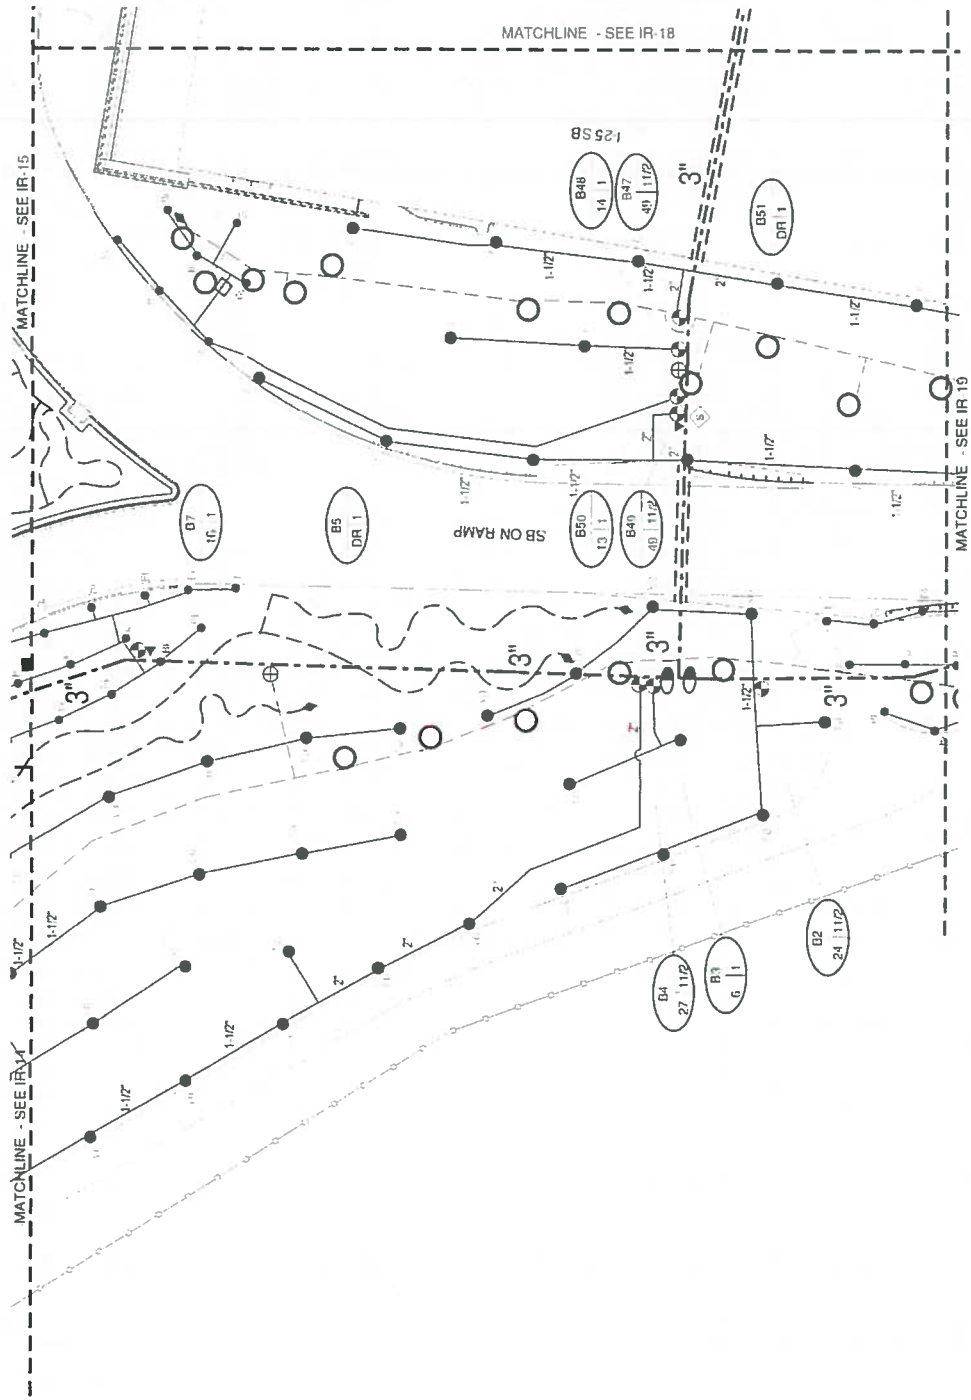 MATCHLINE - SEE IR-18
MATCHLINE - SEE IR-15
I-25 SB
B48
14 1
B47
49 11/2
3"
B51
DR 1
1-1/2"
1-1/2"
2"
2"
1-1/2"
1-1/2"
2"
2"
1-1/2"
S
MATCHLINE - SEE IR-19
1-1/2"
1-1/2"
1-1/2"
B7
16 1
B5
DR 1
SB ON RAMP
B50
13 1
B49
49 11/2
3"
3"
3"
3"
1-1/2"
2"
1-1/2"
1-1/2"
2"
2"
2"
1-1/2"
1-1/2"
B4
27 11/2
B3
6 1
B2
24 11/2
MATCHLINE - SEE IR-14